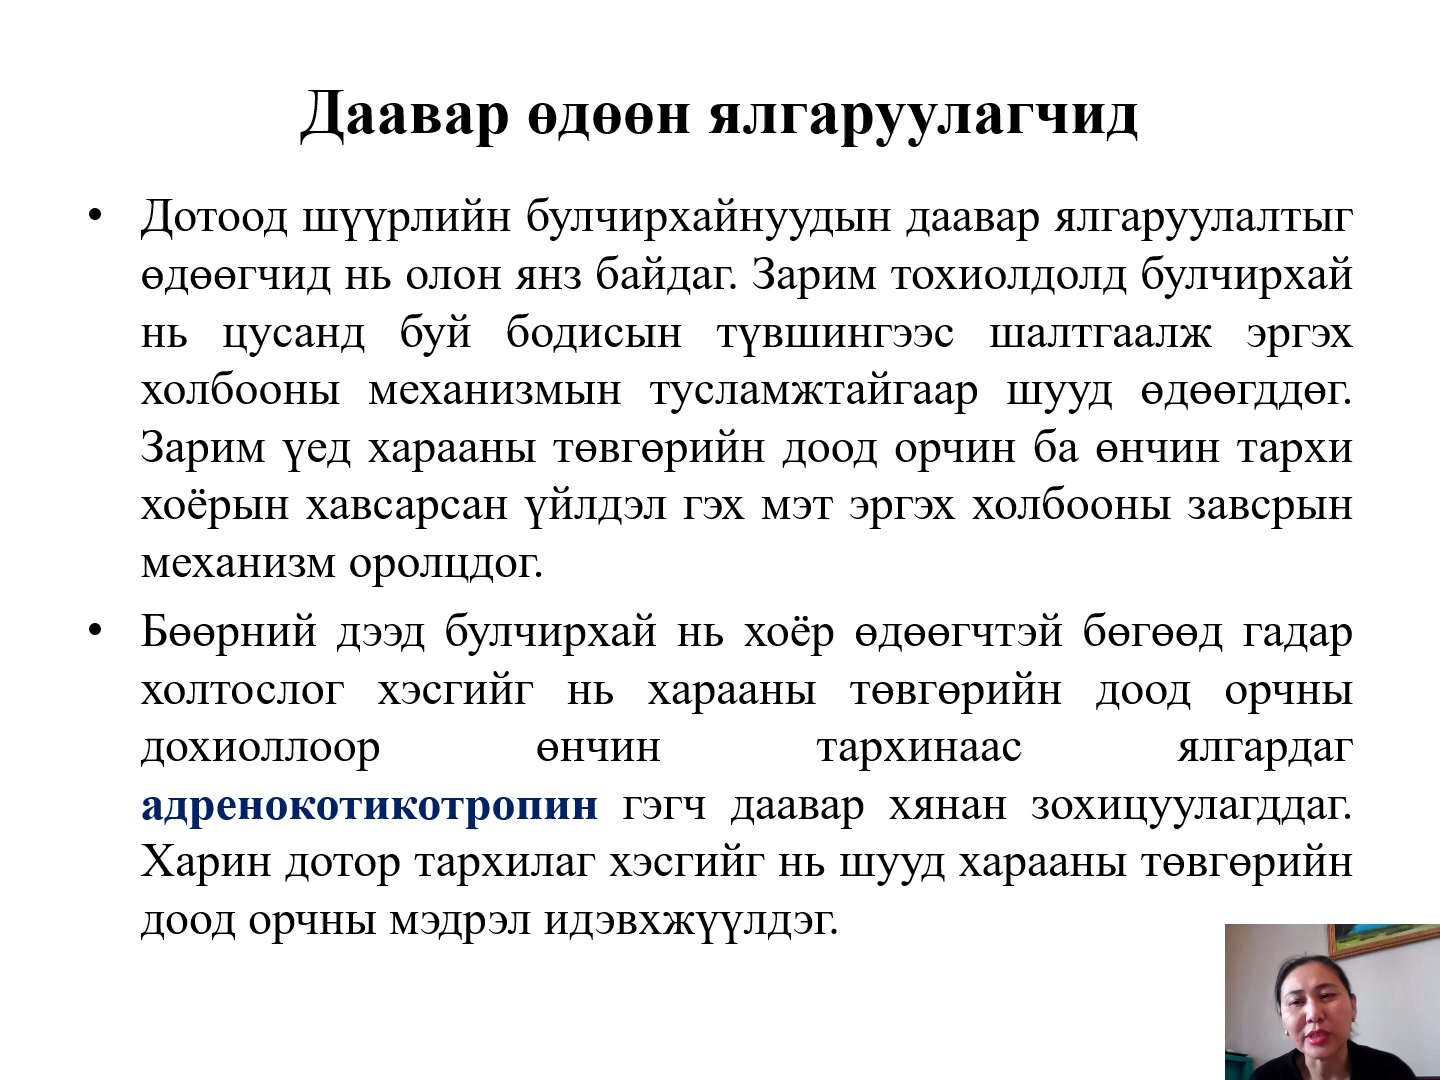 Даавар өдөөн ялгаруулагчид
• Дотоод шүүрлийн булчирхайнуудын даавар ялгаруулалтыг
өдөөгчид нь олон янз байдаг. Зарим тохиолдолд булчирхай
нь цусанд буй бодисын түвшингээс шалтгаалж эргэх
холбооны механизмын тусламжтайгаар шууд өдөөгддөг.
Зарим үед харааны төвгөрийн доод орчин ба өнчин тархи
хоёрын хавсарсан үйлдэл гэх мэт эргэх холбооны завсрын
механизм оролцдог.
• Бөөрний дээд булчирхай нь хоёр өдөөгчтэй бөгөөд гадар
холтослог хэсгийг нь харааны төвгөрийн доод орчны
дохиоллоор өнчин тархинаас ялгардаг
адренокотикотропин гэгч даавар хянан зохицуулагддаг.
Харин дотор тархилаг хэсгийг нь шууд харааны төвгөрийн
доод орчны мэдрэл идэвхжүүлдэг.